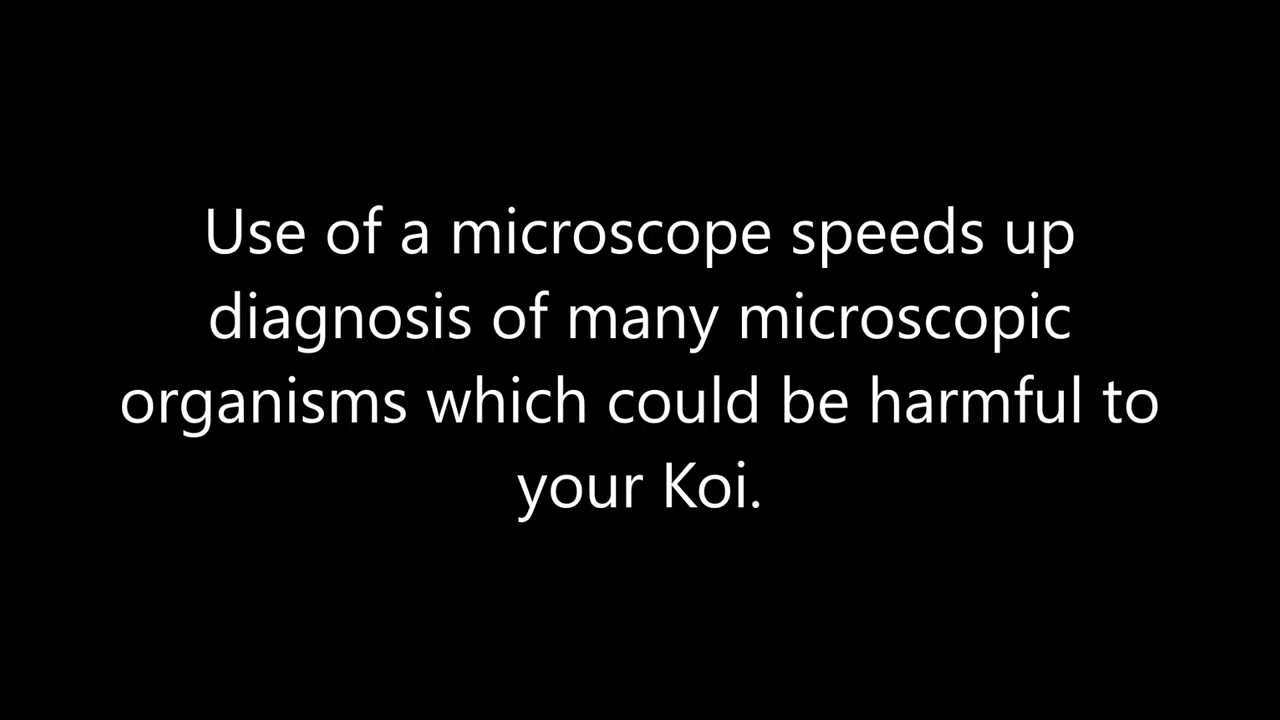 Use of a microscope speeds up
diagnosis of many microscopic
organisms which could be harmful to
your Koi.